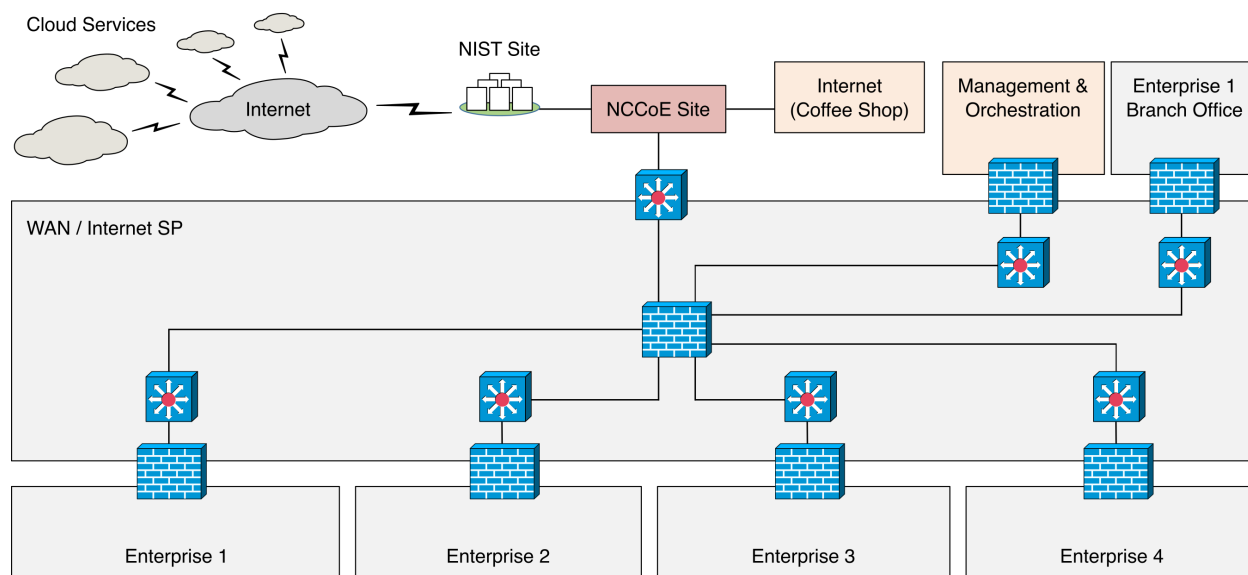 Cloud Services
Internet
NIST Site
NCCoE Site
Internet
(Coffee Shop)
Management &
Orchestration
Enterprise 1
Branch Office
WAN / Internet SP
Enterprise 1
Enterprise 2
Enterprise 3
Enterprise 4